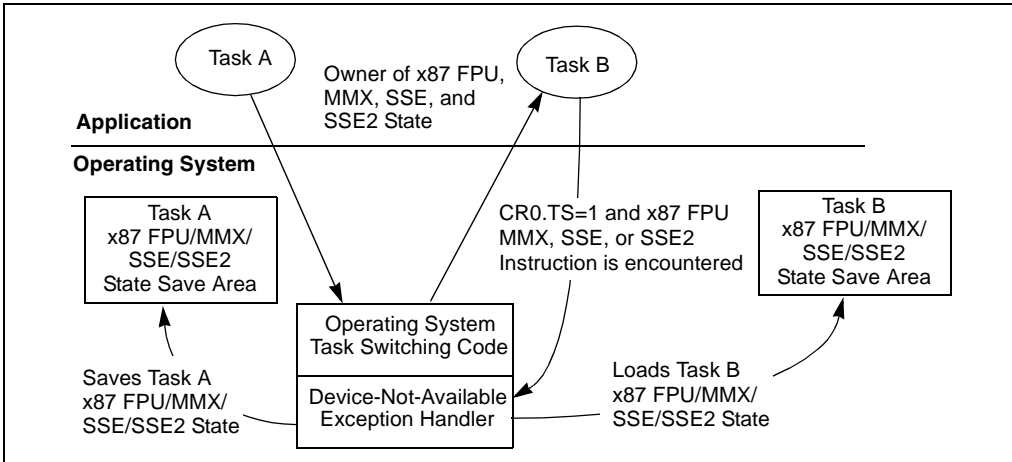 Task A
Owner of x87 FPU,
MMX, SSE, and
SSE2 State
Task B
Application
Operating System
Task A
x87 FPU/MMX/
SSE/SSE2
State Save Area
CR0.TS=1 and x87 FPU
MMX, SSE, or SSE2
Instruction is encountered
Task B
x87 FPU/MMX/
SSE/SSE2
State Save Area
Operating System
Task Switching Code
Saves Task A
x87 FPU/MMX/
SSE/SSE2 State
Device-Not-Available
Exception Handler
Loads Task B
x87 FPU/MMX/
SSE/SSE2 State